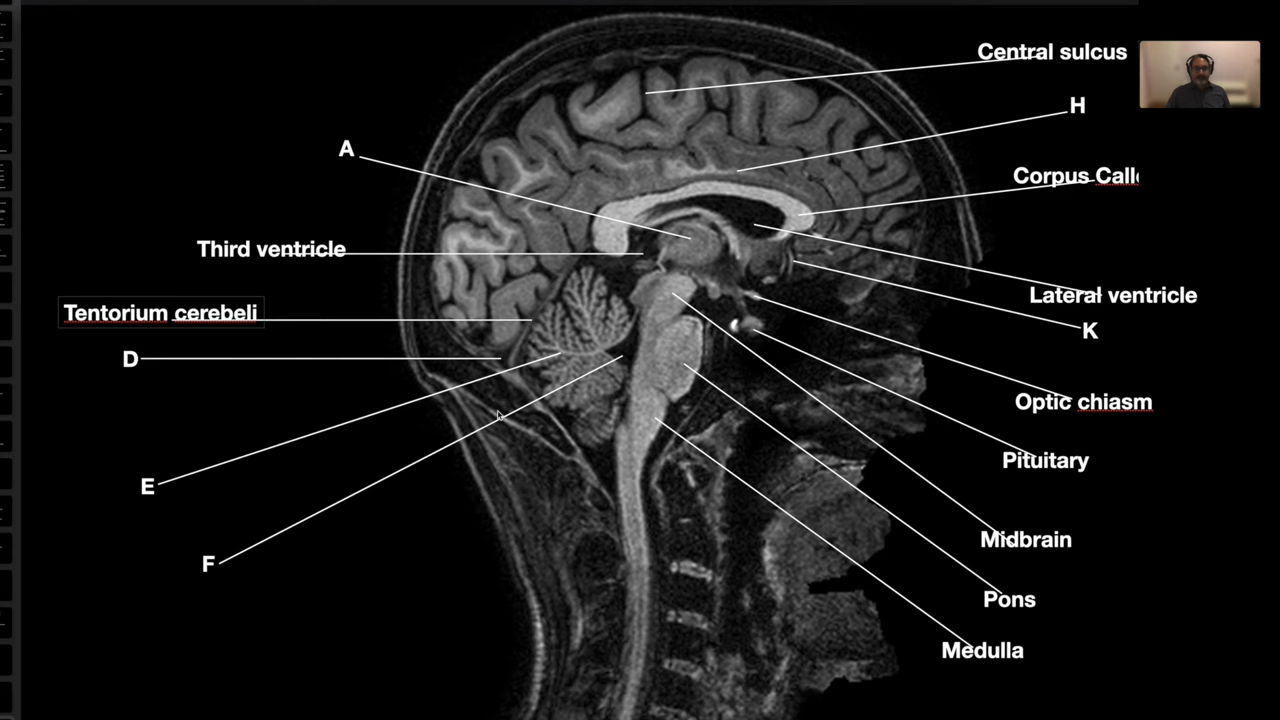 Central sulcus
H
A
Corpus Call
Third ventricle
Lateral ventricle
Tentorium cerebeli
K
D
Optic chiasm
Pituitary
E
Midbrain
F
Pons
Medulla